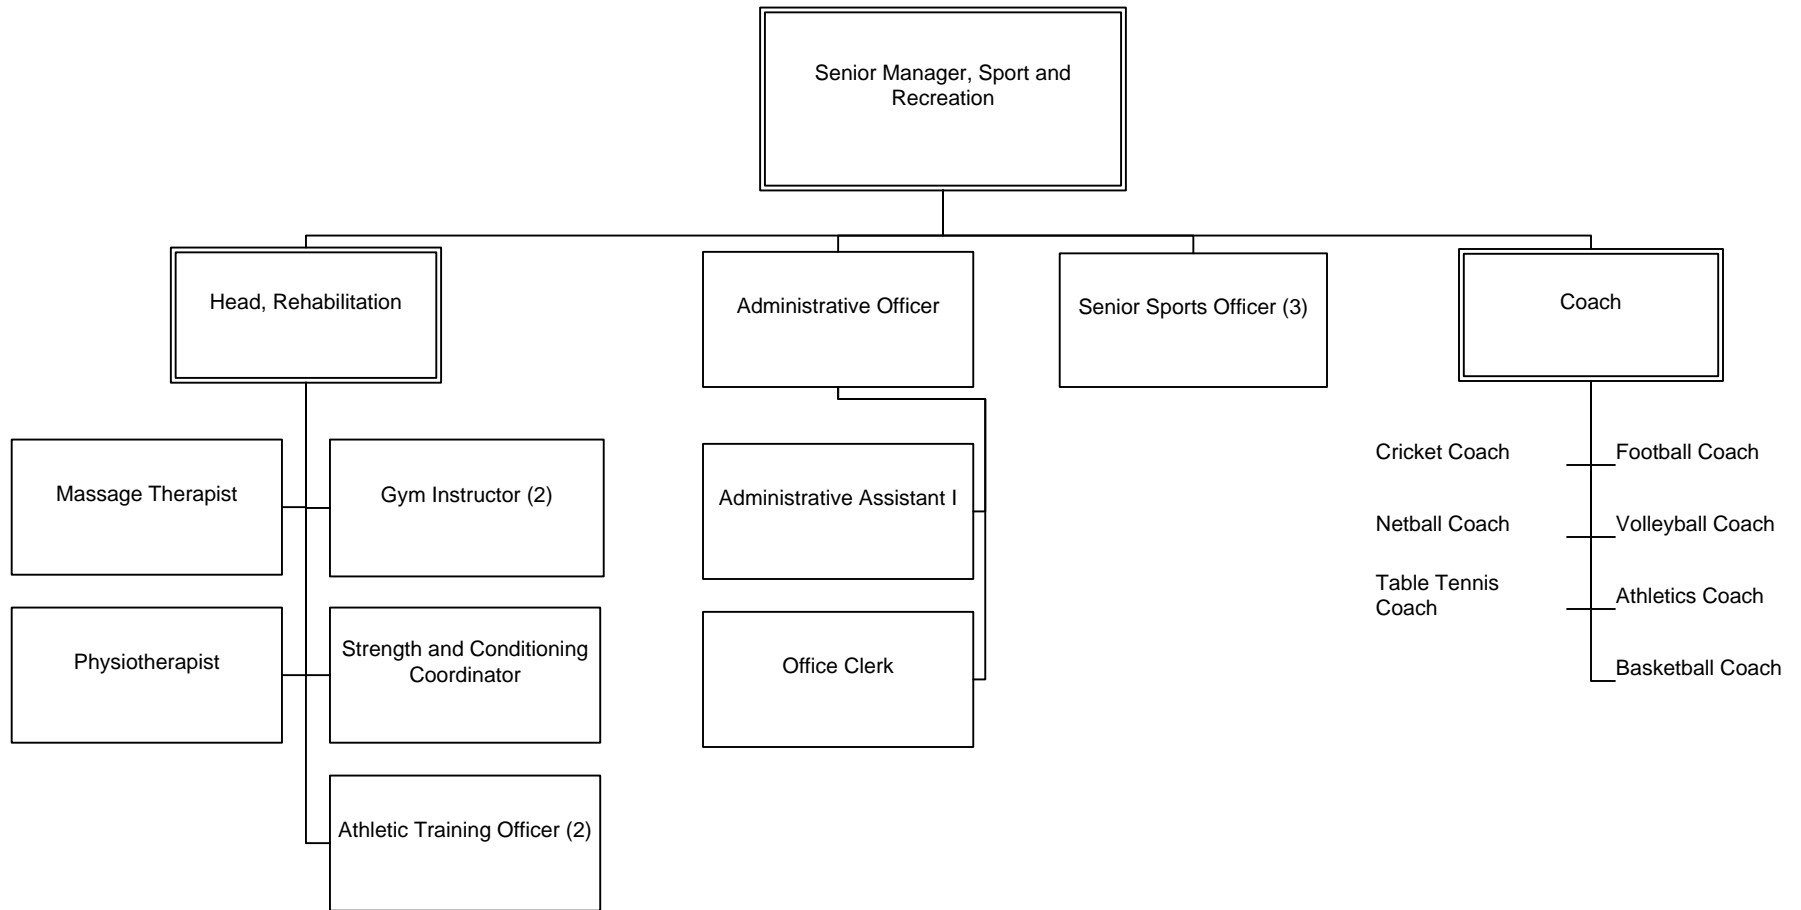 Senior Manager, Sport and
Recreation
Head, Rehabilitation
Administrative Officer
Senior Sports Officer (3)
Coach
Massage Therapist
Gym Instructor (2)
Physiotherapist
Strength and Conditioning
Coordinator
Athletic Training Officer (2)
Administrative Assistant I
Office Clerk
Cricket Coach
Football Coach
Netball Coach
Volleyball Coach
Table Tennis
Coach
Athletics Coach
Basketball Coach